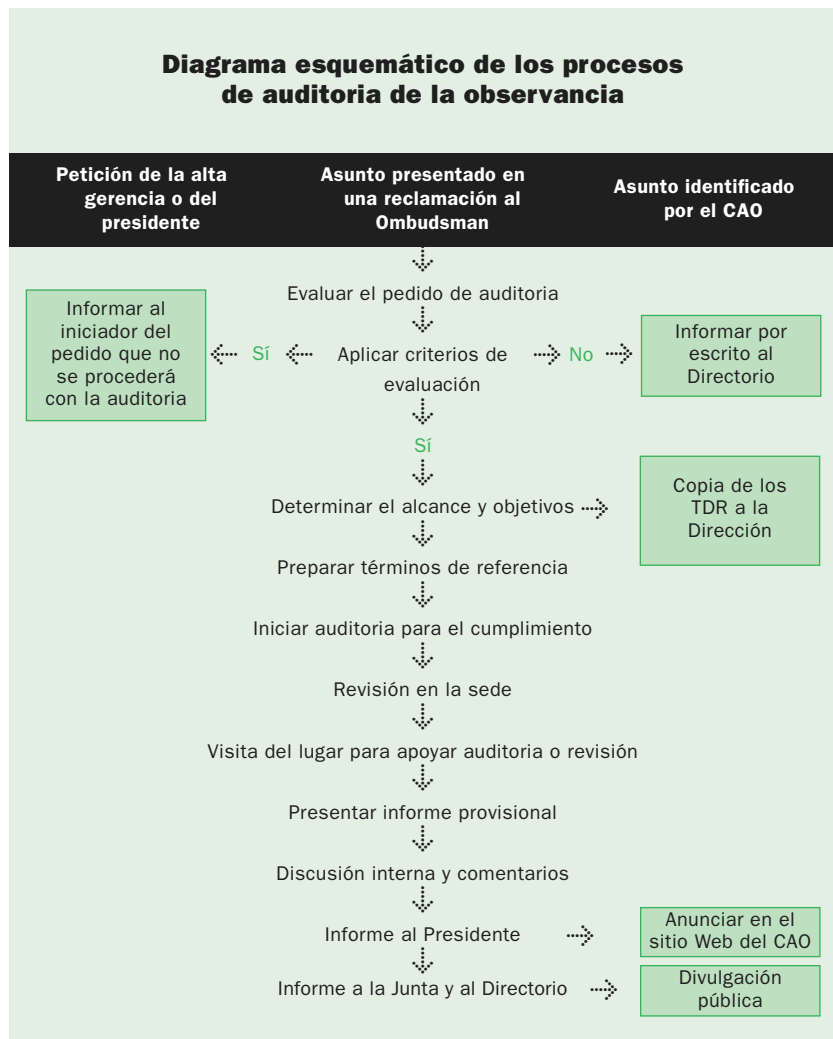 Diagrama esquemático de los procesos
de auditoria de la observancia
Petición de la alta
gerencia o del
presidente
Asunto presentado en
una reclamación al
Ombudsman
Asunto identificado
por el CAO
Evaluar el pedido de auditoria
Informar al
iniciador del
pedido que no
se procederá
con la auditoria
Sí
Aplicar criterios de
evaluación
No
Informar por
escrito al
Directorio
Sí
Determinar el alcance y objetivos
Copia de los
TDR a la
Dirección
Preparar términos de referencia
Iniciar auditoria para el cumplimiento
Revisión en la sede
Visita del lugar para apoyar auditoria o revisión
Presentar informe provisional
Discusión interna y comentarios
Informe al Presidente
Anunciar en el
sitio Web del CAO
Informe a la Junta y al Directorio
Divulgación
pública